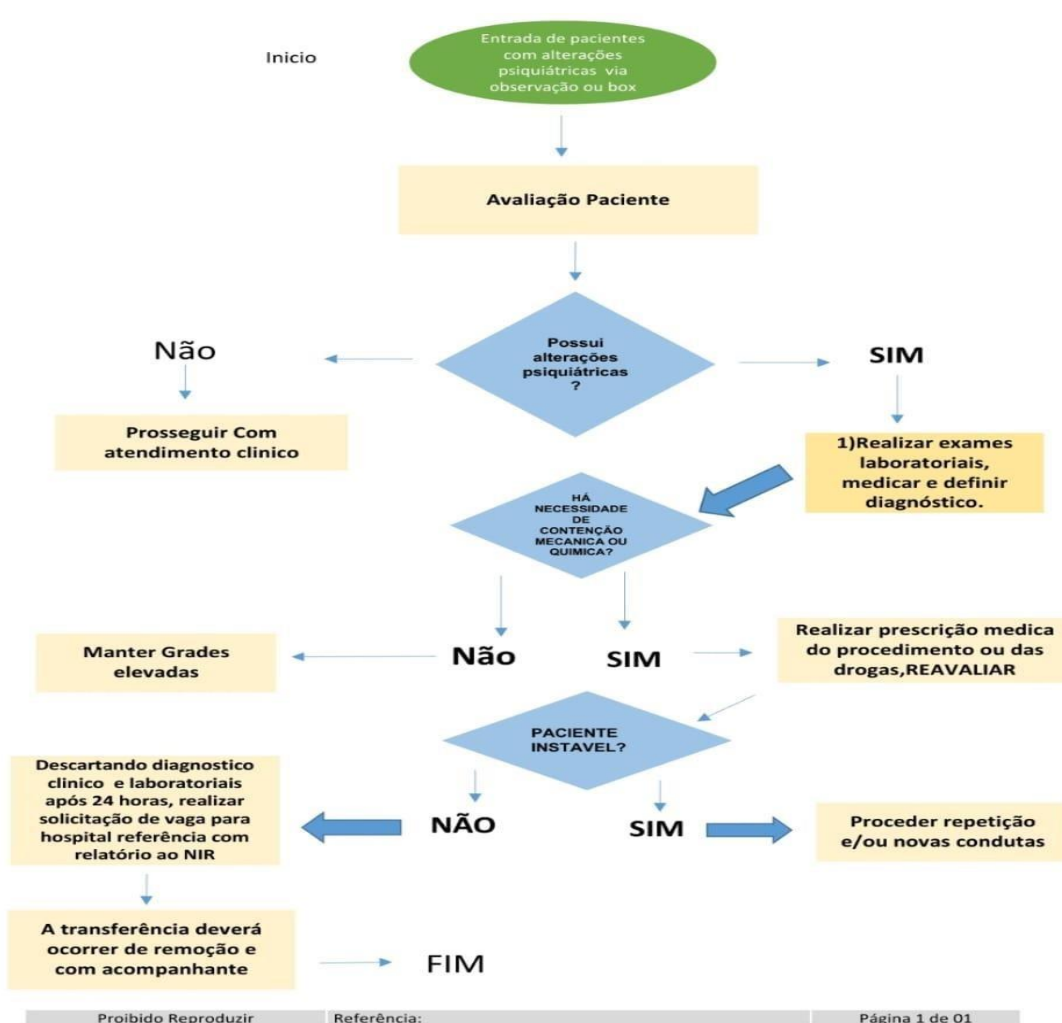 Inicio
Entrada de pacientes
com alterações
psiquiátricas via
observação ou box
Avaliação Paciente
Possui
alterações
psiquiátricas
?
Não
SIM
Prosseguir Com
atendimento clinico
1)Realizar exames
laboratoriais,
medicar e definir
diagnóstico.
HÁ
NECESSIDADE
DE
CONTENÇÃO
MECANICA OU
QUIMICA?
Manter Grades
elevadas
Não
SIM
Realizar prescrição medica
do procedimento ou das
drogas,REAVALIAR
PACIENTE
INSTAVEL?
Descartando diagnostico
clinico e laboratoriais
após 24 horas, realizar
solicitação de vaga para
hospital referência com
relatório ao NIR
NÃO
SIM
Proceder repetição
e/ou novas condutas
A transferência deverá
ocorrer de remoção e
com acompanhante
FIM
Proibido Reproduzir
Referência:
Página 1 de 01